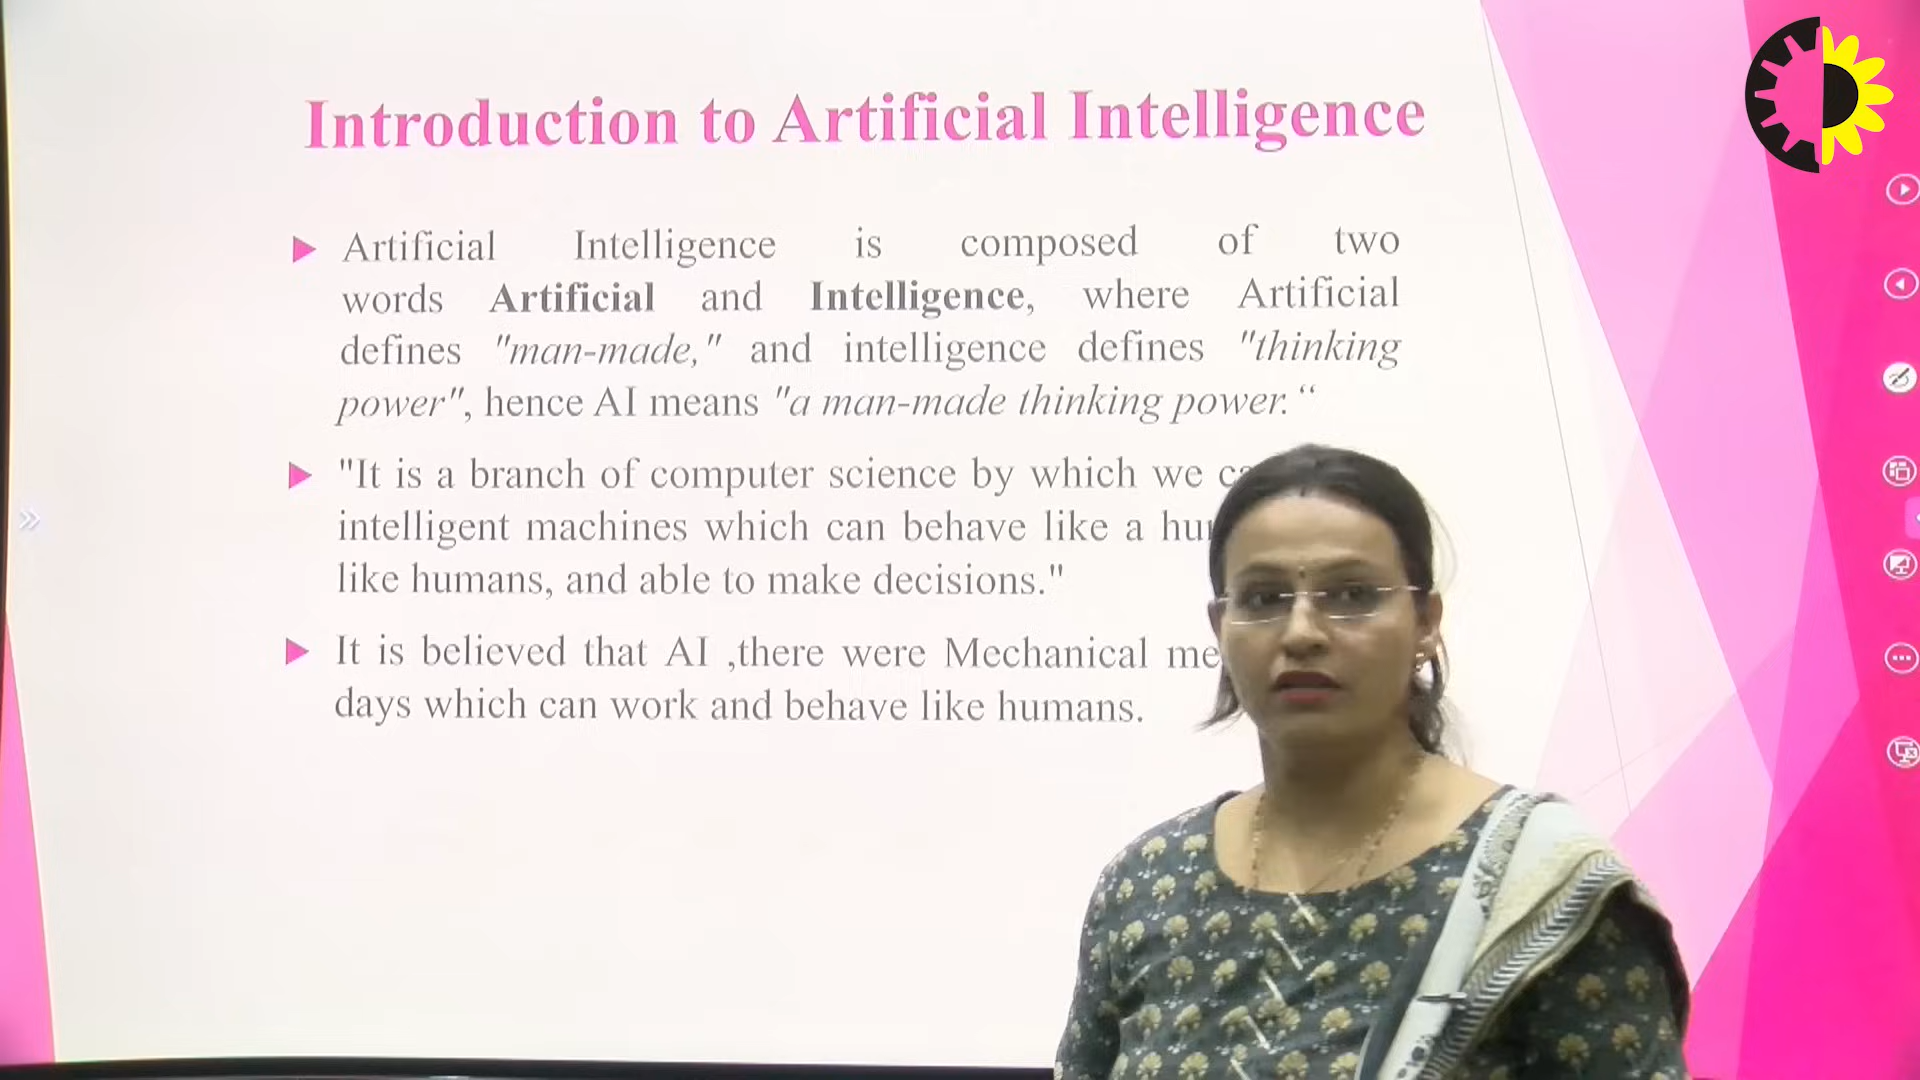 Introduction to Artificial Intelligence
Artificial Intelligence is composed of two
words Artificial and Intelligence, where Artificial
defines "man-made," and intelligence defines "thinking
power", hence AI means "a man-made thinking power.“
"It is a branch of computer science by which we
intelligent machines which can behave like a
like humans, and able to make decisions."
It is believed that AI ,there were Mechanical
days which can work and behave like humans.